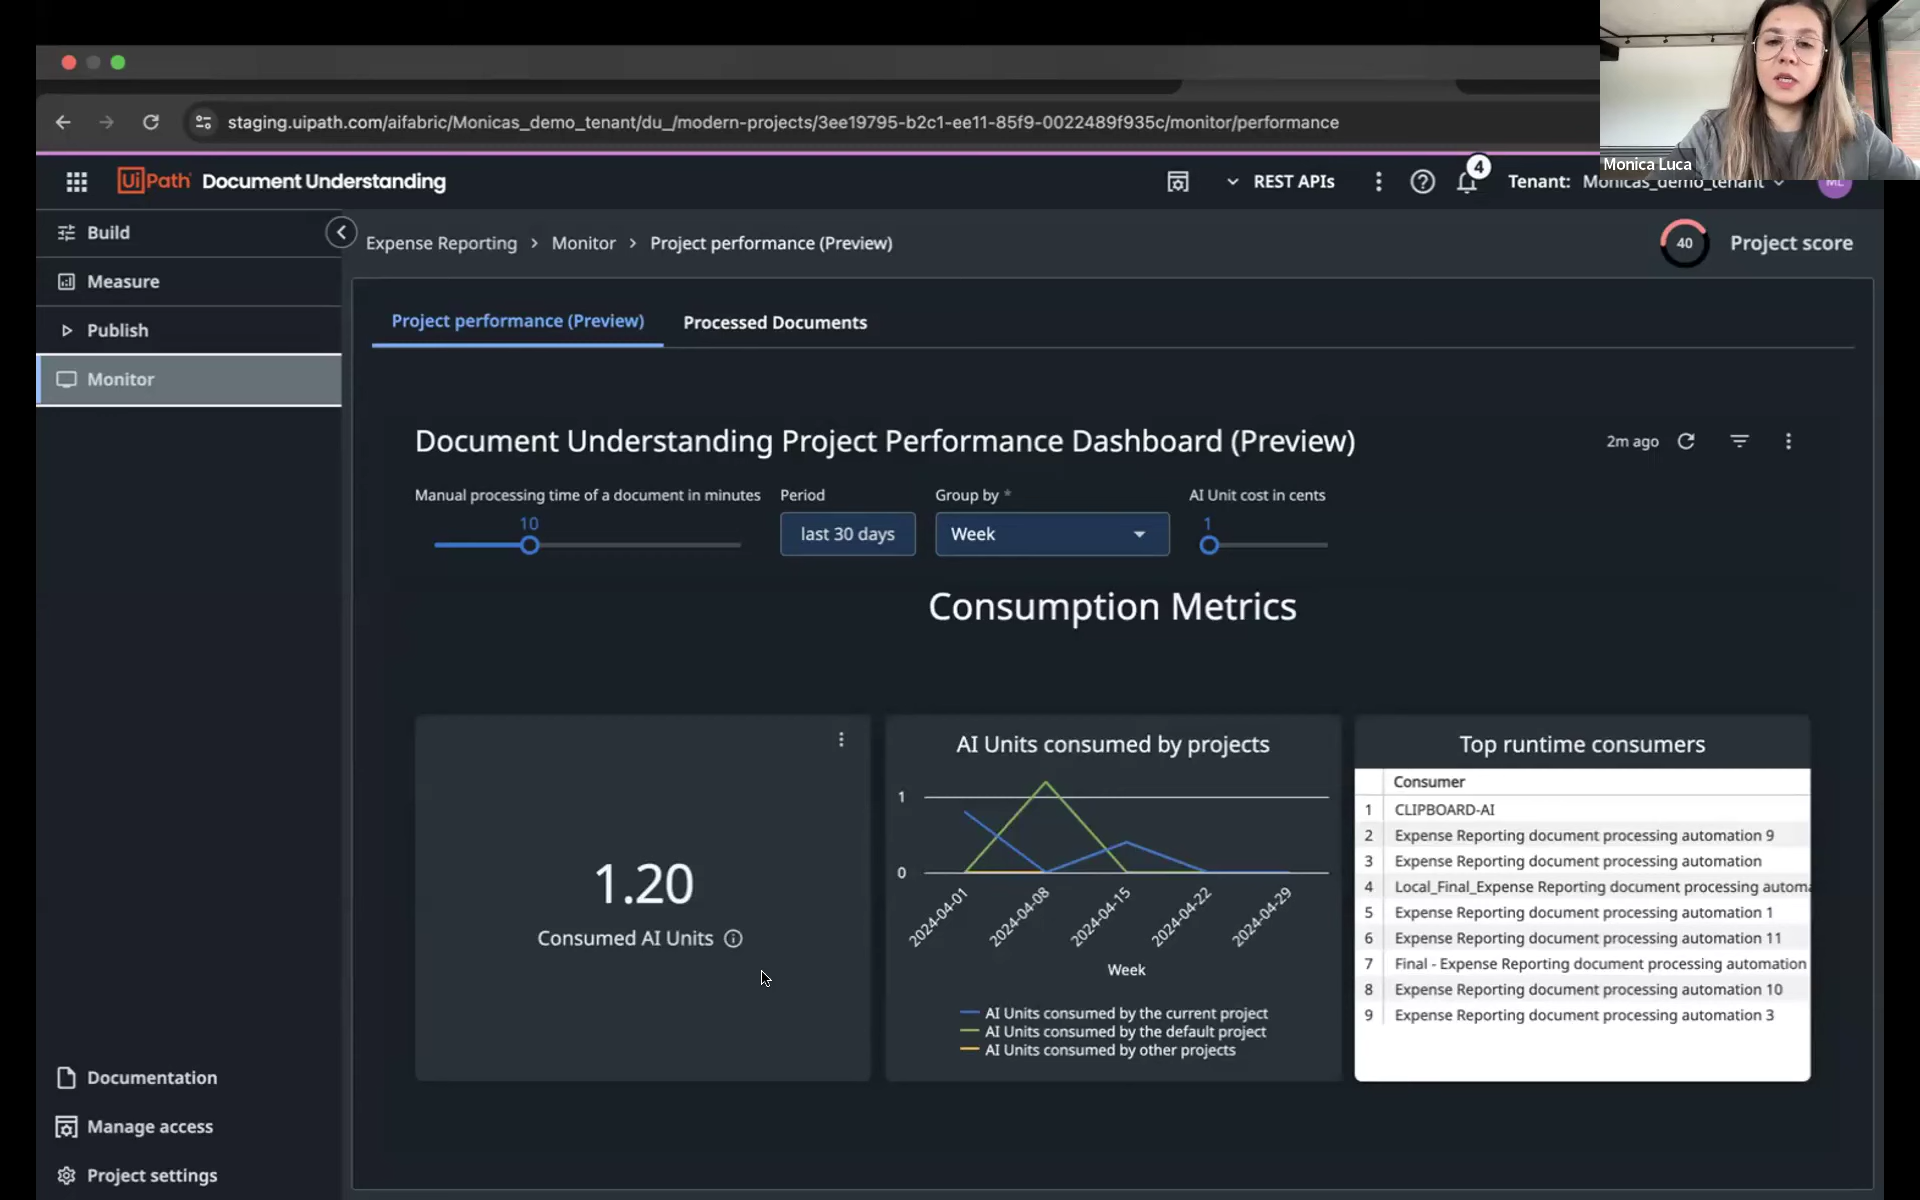 Monica Luca
staging.uipath.com/aifabric/Monicas_demo_tenant/du_/modern-projects/3ee19795-b2c1-ee11-85f9-0022489f935c/monitor/performance
UiPath Document Understanding
REST APIs
4
Tenant: Monicas_demo_tenant
ML
Build
Measure
Publish
Monitor
Expense Reporting > Monitor > Project performance (Preview)
40 Project score
Project performance (Preview)
Processed Documents
Document Understanding Project Performance Dashboard (Preview)
2m ago
Manual processing time of a document in minutes
10
Period
last 30 days
Group by *
Week
AI Unit cost in cents
1
Consumption Metrics
1.20
Consumed AI Units
AI Units consumed by projects
1
0
2024-04-01
2024-04-08
2024-04-15
2024-04-22
2024-04-29
Week
AI Units consumed by the current project
AI Units consumed by the default project
AI Units consumed by other projects
Top runtime consumers
Consumer
1 CLIPBOARD-AI
2 Expense Reporting document processing automation 9
3 Expense Reporting document processing automation
4 Local_Final_Expense Reporting document processing automa
5 Expense Reporting document processing automation 1
6 Expense Reporting document processing automation 11
7 Final - Expense Reporting document processing automation
8 Expense Reporting document processing automation 10
9 Expense Reporting document processing automation 3
Documentation
Manage access
Project settings